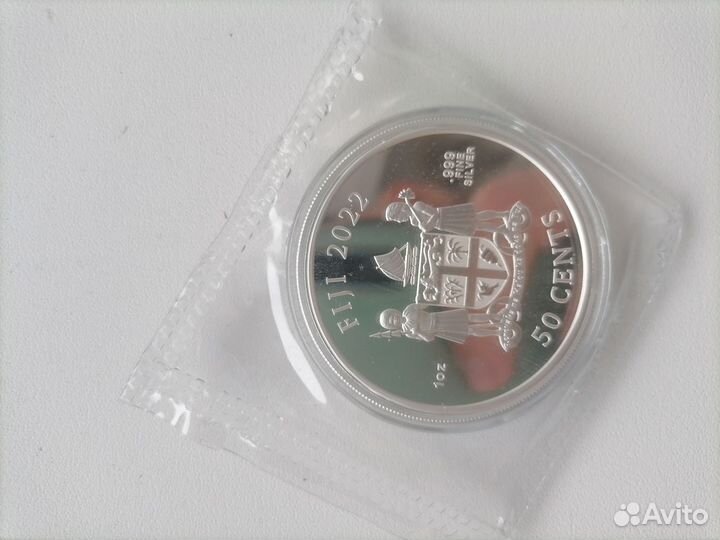 FIJI 2022
.999
FINE
SILVER
1oz
50 CENTS
Avito